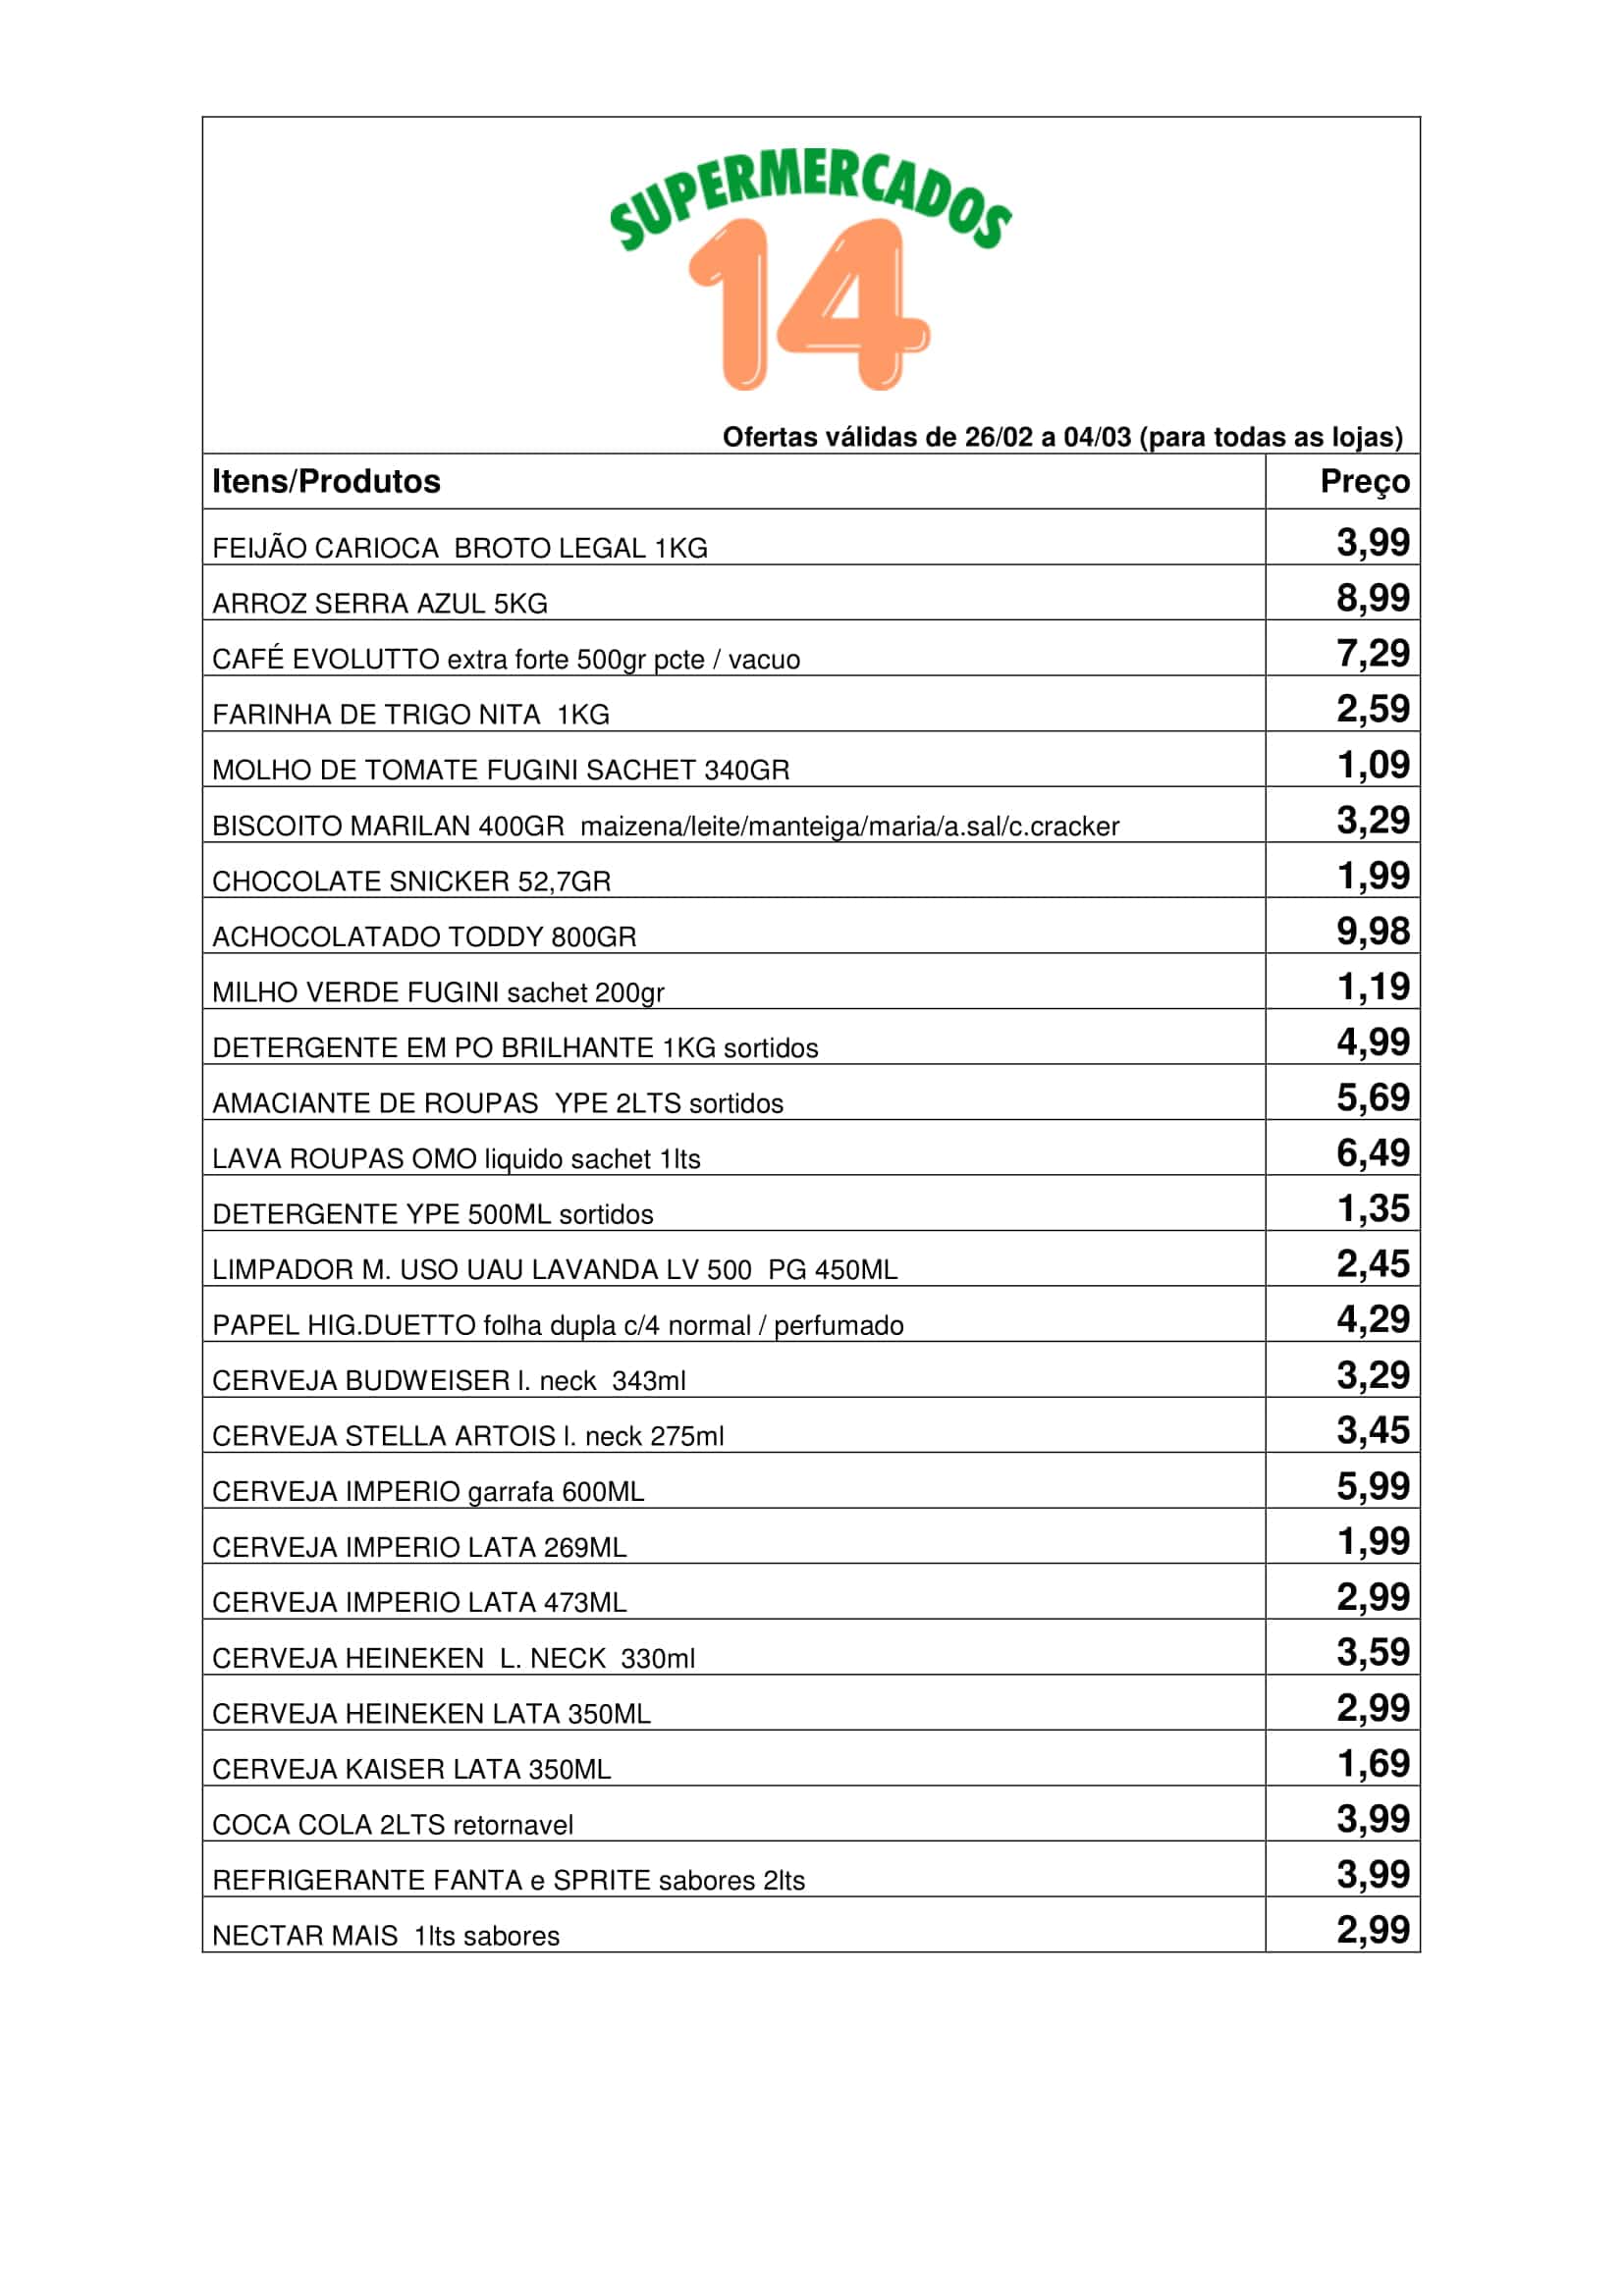 SUPERMERCADOS
14
Ofertas válidas de 26/02 a 04/03 (para todas as lojas)
Itens/Produtos Preço
FEIJÃO CARIOCA  BROTO LEGAL 1KG 3,99
ARROZ SERRA AZUL 5KG 8,99
CAFÉ EVOLUTTO extra forte 500gr pcte / vacuo 7,29
FARINHA DE TRIGO NITA  1KG 2,59
MOLHO DE TOMATE FUGINI SACHET 340GR 1,09
BISCOITO MARILAN 400GR  maizena/leite/manteiga/maria/a.sal/c.cracker 3,29
CHOCOLATE SNICKER 52,7GR 1,99
ACHOCOLATADO TODDY 800GR 9,98
MILHO VERDE FUGINI sachet 200gr 1,19
DETERGENTE EM PO BRILHANTE 1KG sortidos 4,99
AMACIANTE DE ROUPAS  YPE 2LTS sortidos 5,69
LAVA ROUPAS OMO liquido sachet 1lts 6,49
DETERGENTE YPE 500ML sortidos 1,35
LIMPADOR M. USO UAU LAVANDA LV 500  PG 450ML 2,45
PAPEL HIG.DUETTO folha dupla c/4 normal / perfumado 4,29
CERVEJA BUDWEISER l. neck  343ml 3,29
CERVEJA STELLA ARTOIS l. neck 275ml 3,45
CERVEJA IMPERIO garrafa 600ML 5,99
CERVEJA IMPERIO LATA 269ML 1,99
CERVEJA IMPERIO LATA 473ML 2,99
CERVEJA HEINEKEN  L. NECK  330ml 3,59
CERVEJA HEINEKEN LATA 350ML 2,99
CERVEJA KAISER LATA 350ML 1,69
COCA COLA 2LTS retornavel 3,99
REFRIGERANTE FANTA e SPRITE sabores 2lts 3,99
NECTAR MAIS  1lts sabores 2,99